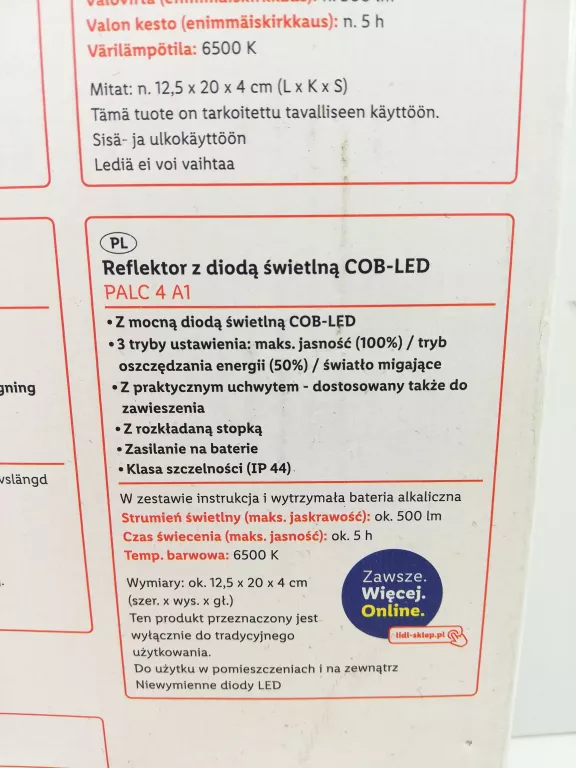 Valon kesto (enimmäiskirkkaus): n. 5 h
Värilämpötila: 6500 K
Mitat: n. 12,5 x 20 x 4 cm (L x K x S)
Tämä tuote on tarkoitettu tavalliseen käyttöön.
Sisä- ja ulkokäyttöön
Lediä ei voi vaihtaa
PL
Reflektor z diodą świetlną COB-LED
PALC 4 A1
• Z mocną diodą świetlną COB-LED
• 3 tryby ustawienia: maks. jasność (100%) / tryb
oszczędzania energii (50%) / światło migające
• Z praktycznym uchwytem - dostosowany także do
zawieszenia
• Z rozkładaną stopką
• Zasilanie na baterie
• Klasa szczelności (IP 44)
W zestawie instrukcja i wytrzymała bateria alkaliczna
Strumień świetlny (maks. jaskrawość): ok. 500 lm
Czas świecenia (maks. jasność): ok. 5 h
Temp. barwowa: 6500 K
Wymiary: ok. 12,5 x 20 x 4 cm
(szer. x wys. x gł.)
Ten produkt przeznaczony jest
wyłącznie do tradycyjnego
użytkowania.
Do użytku w pomieszczeniach i na zewnątrz
Niewymienne diody LED
Zawsze.
Więcej.
Online.
lidl-sklep.pl